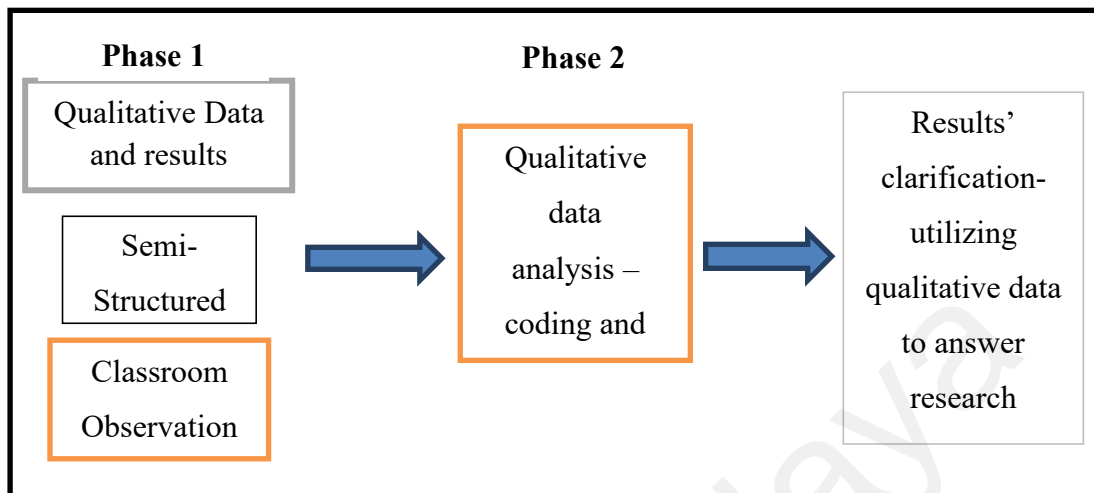 Phase 1
Qualitative Data
and results
Semi-
Structured
Classroom
Observation
Phase 2
Qualitative
data
analysis –
coding and
Results’
clarification-
utilizing
qualitative data
to answer
research